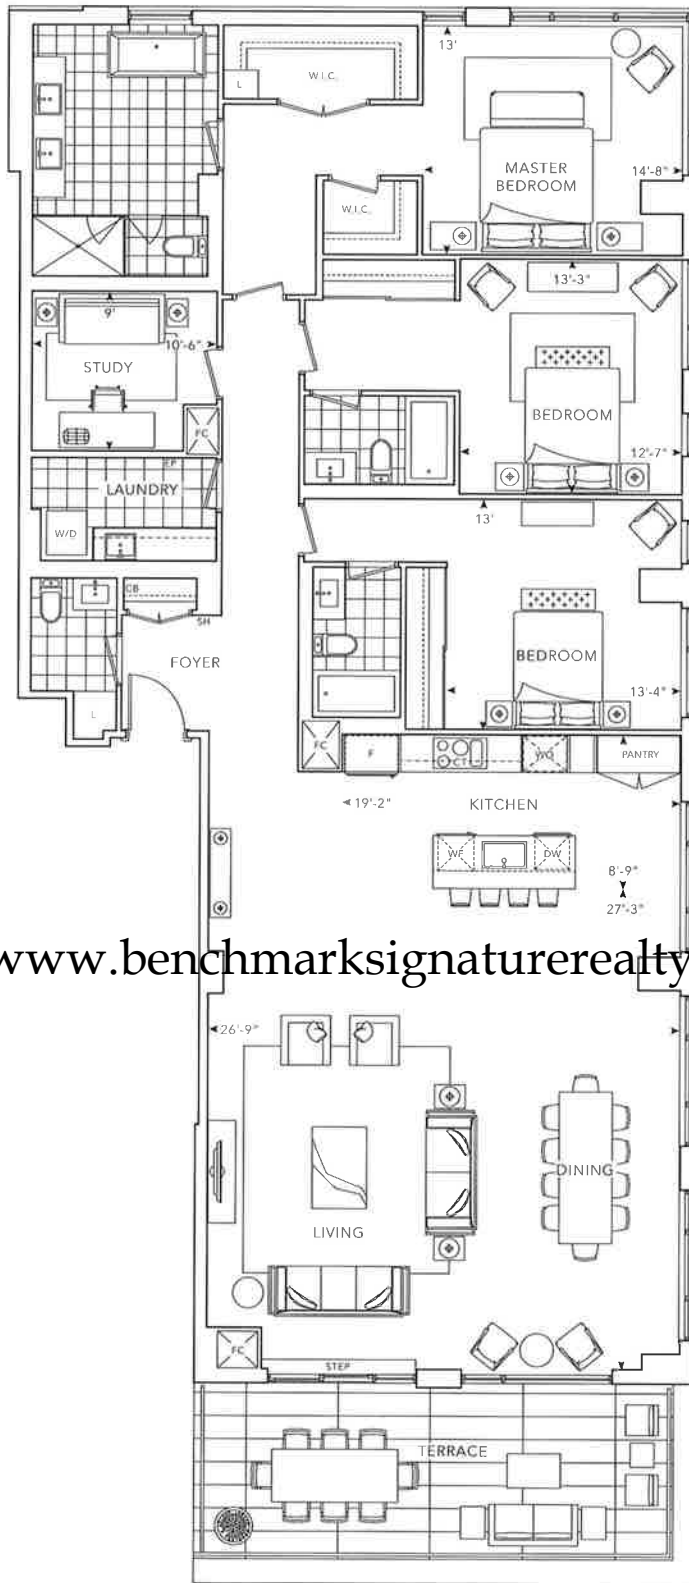 13'
W.I.C.
L
MASTER
BEDROOM
14'-8"
W.I.C.
13'-3"
9'
10'-6"
STUDY
BEDROOM
FC
12'-7"
EP
LAUNDRY
13'
W/D
CB
SH
FOYER
BEDROOM
13'-4"
L
FC
F
CT
WO
PANTRY
19'-2"
KITCHEN
WF
DW
8'-9"
27'-3"
www.benchmarksignaturerealty
26'-9"
DINING
LIVING
FC
STEP
TERRACE